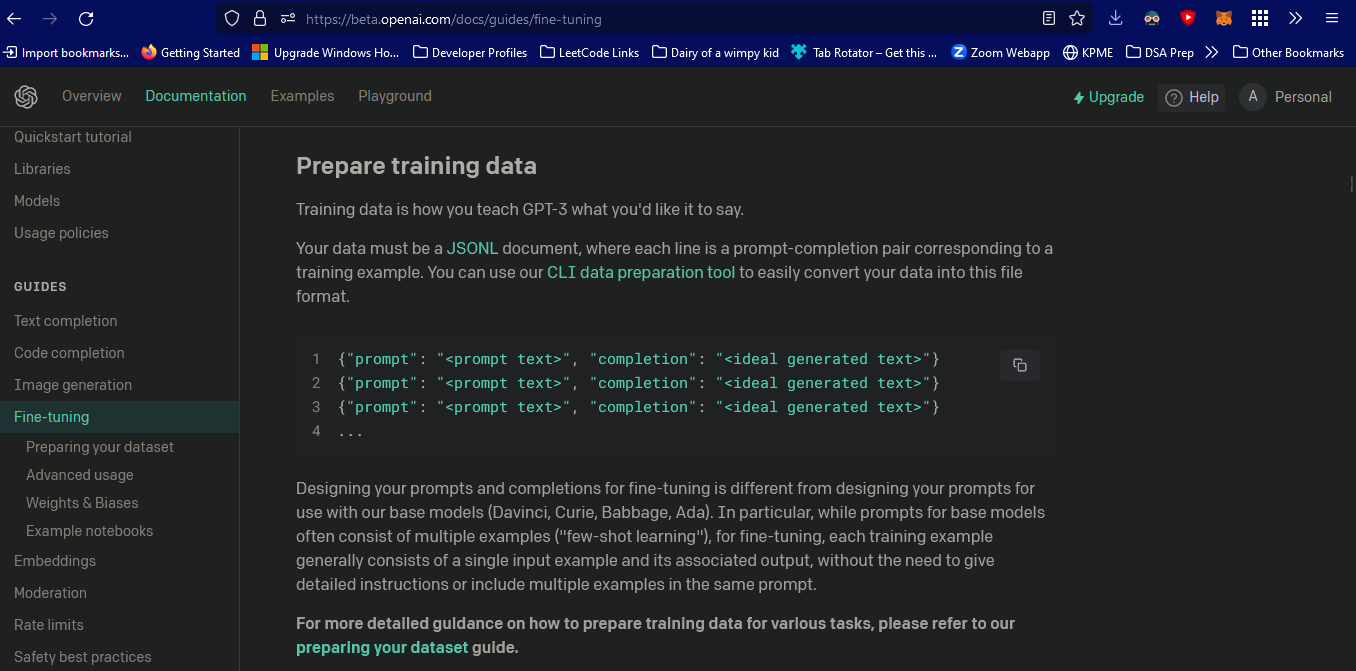 https://beta.openai.com/docs/guides/fine-tuning
Import bookmarks... Getting Started Upgrade Windows Ho... Developer Profiles LeetCode Links Dairy of a wimpy kid Tab Rotator – Get this ... Zoom Webapp KPME DSA Prep Other Bookmarks
Overview Documentation Examples Playground Upgrade Help A Personal
Quickstart tutorial
Libraries
Models
Usage policies
GUIDES
Text completion
Code completion
Image generation
Fine-tuning
Preparing your dataset
Advanced usage
Weights & Biases
Example notebooks
Embeddings
Moderation
Rate limits
Safety best practices
Prepare training data
Training data is how you teach GPT-3 what you'd like it to say.
Your data must be a JSONL document, where each line is a prompt-completion pair corresponding to a
training example. You can use our CLI data preparation tool to easily convert your data into this file
format.
1 {"prompt": "<prompt text>", "completion": "<ideal generated text>"}
2 {"prompt": "<prompt text>", "completion": "<ideal generated text>"}
3 {"prompt": "<prompt text>", "completion": "<ideal generated text>"}
4 ...
Designing your prompts and completions for fine-tuning is different from designing your prompts for
use with our base models (Davinci, Curie, Babbage, Ada). In particular, while prompts for base models
often consist of multiple examples ("few-shot learning"), for fine-tuning, each training example
generally consists of a single input example and its associated output, without the need to give
detailed instructions or include multiple examples in the same prompt.
For more detailed guidance on how to prepare training data for various tasks, please refer to our
preparing your dataset guide.